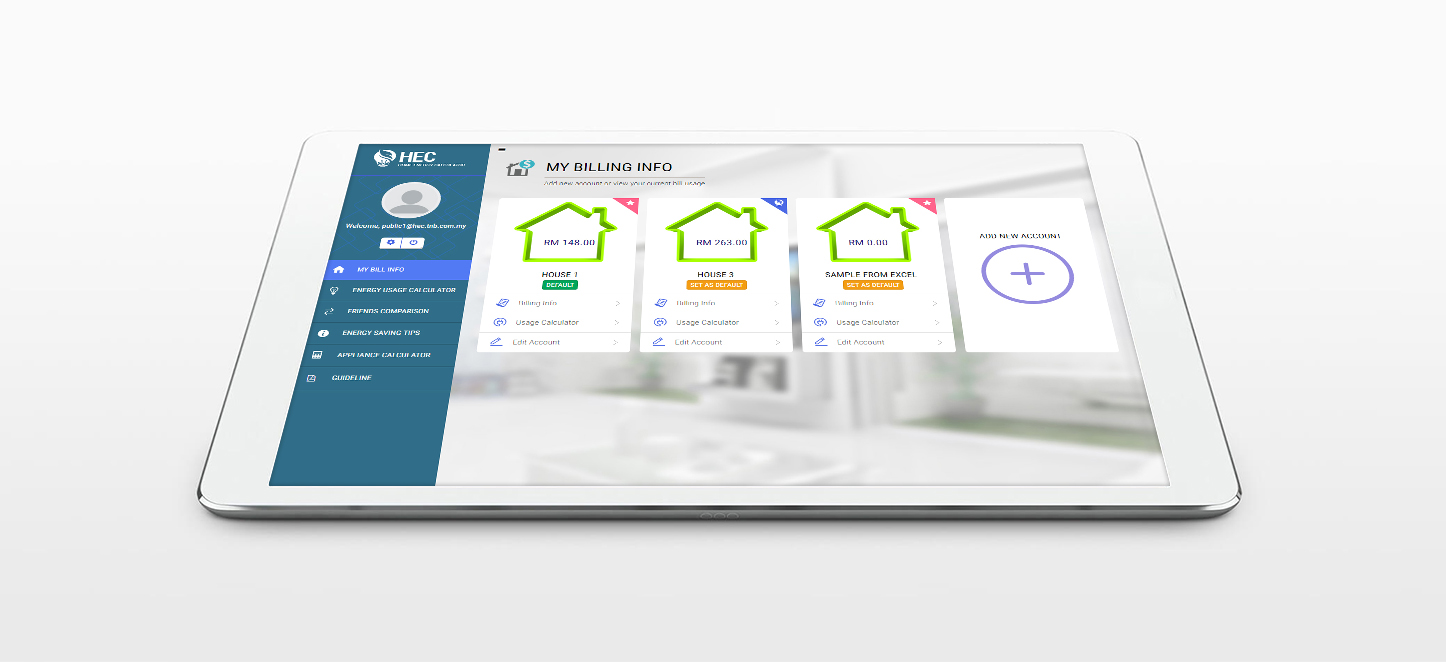 HEC
HOME ENERGY CALCULATOR
Welcome, public1@hec.tnb.com.my
MY BILL INFO
ENERGY USAGE CALCULATOR
FRIENDS COMPARISON
ENERGY SAVING TIPS
APPLIANCE CALCULATOR
GUIDELINE
MY BILLING INFO
Add new account or view your current bill usage
RM 148.00
HOUSE 1
DEFAULT
Billing Info
Usage Calculator
Edit Account
RM 263.00
HOUSE 3
SET AS DEFAULT
Billing Info
Usage Calculator
Edit Account
RM 0.00
SAMPLE FROM EXCEL
SET AS DEFAULT
Billing Info
Usage Calculator
Edit Account
ADD NEW ACCOUNT